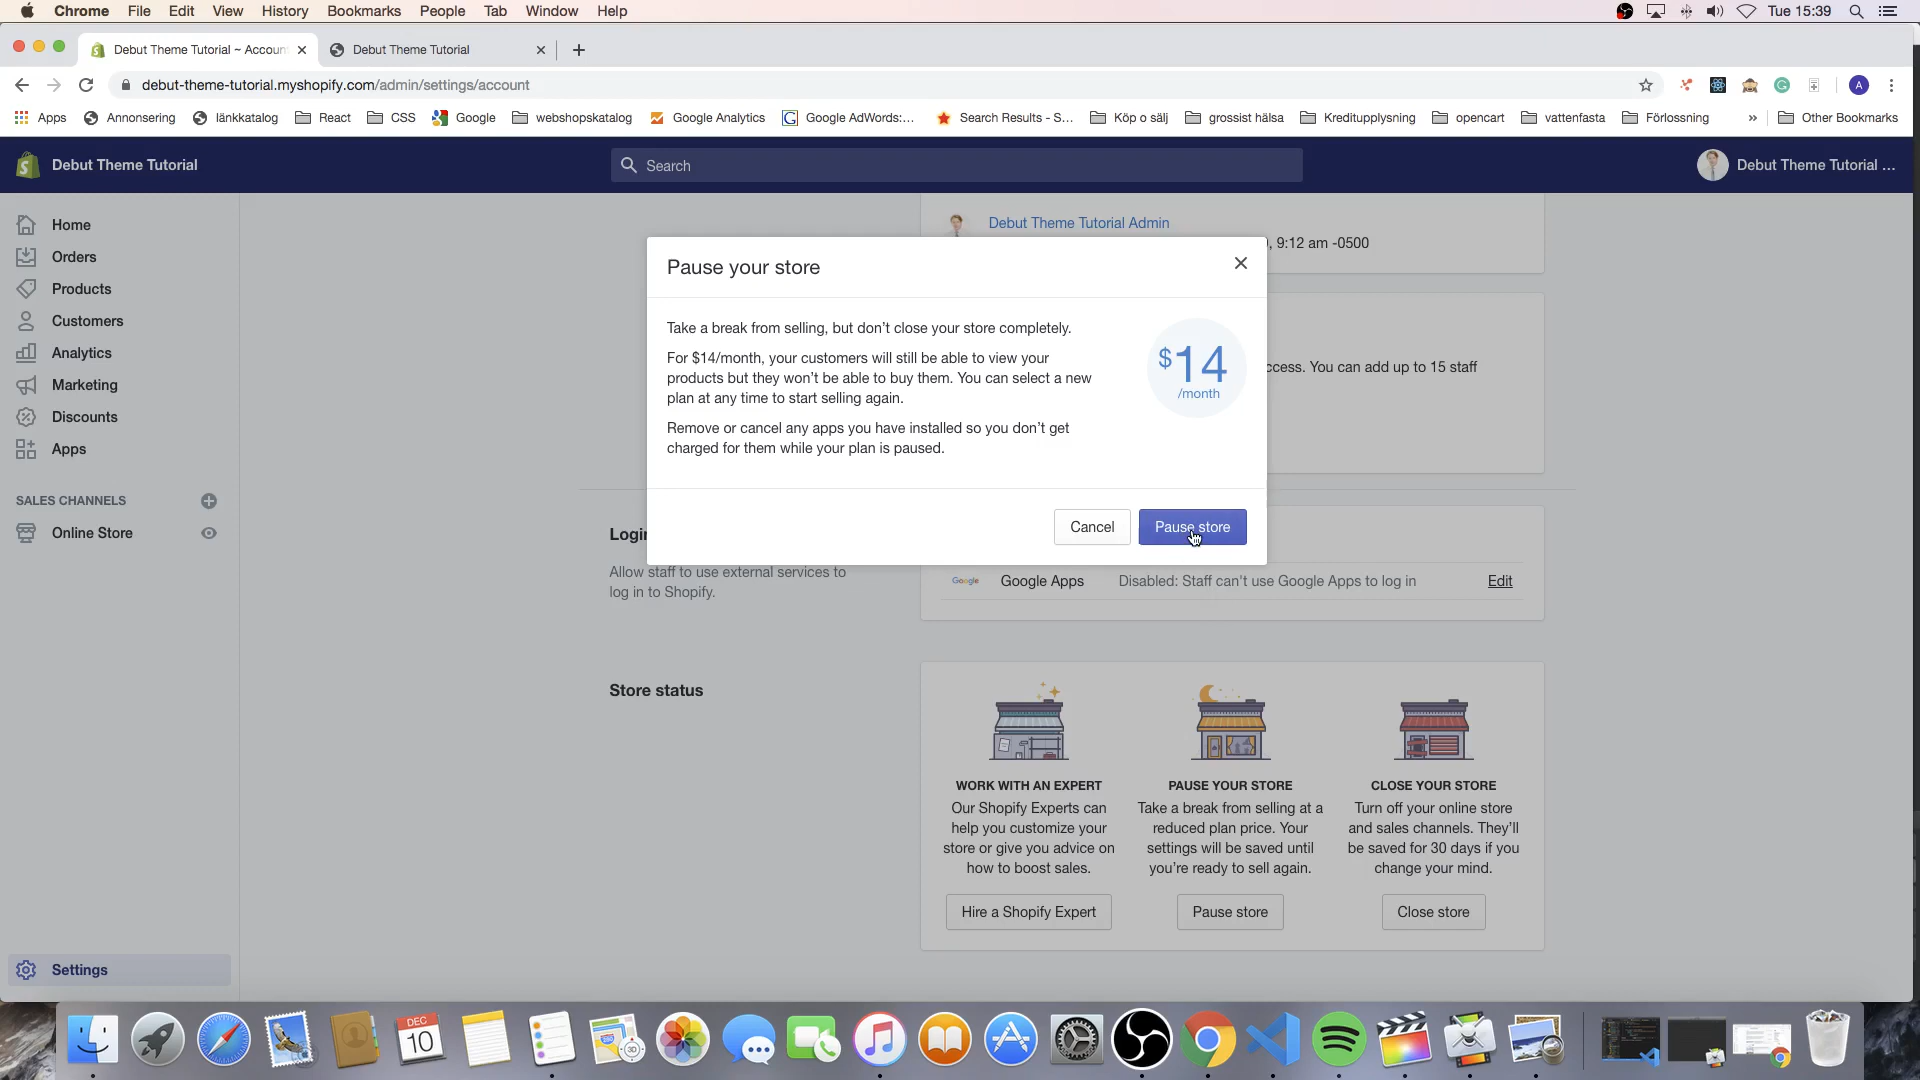 Chrome File Edit View History Bookmarks People Tab Window Help Tue 15:39
Debut Theme Tutorial ~ Accoun
Debut Theme Tutorial
debut-theme-tutorial.myshopify.com/admin/settings/account
A
Apps Annonsering länkkatalog React CSS Google webshopskatalog Google Analytics Google AdWords:... Search Results - S... Köp o sälj grossist hälsa Kreditupplysning opencart vattenfasta Förlossning » Other Bookmarks
Debut Theme Tutorial
Search
Debut Theme Tutorial ...
Home
Orders
Products
Customers
Analytics
Marketing
Discounts
Apps
SALES CHANNELS
Online Store
Settings
Debut Theme Tutorial Admin
, 9:12 am -0500
Pause your store
Take a break from selling, but don't close your store completely.
For $14/month, your customers will still be able to view your
products but they won't be able to buy them. You can select a new
plan at any time to start selling again.
Remove or cancel any apps you have installed so you don't get
charged for them while your plan is paused.
$14
/month
Cancel
Pause store
ccess. You can add up to 15 staff
Login
Allow staff to use external services to
log in to Shopify.
Google
Google Apps Disabled: Staff can't use Google Apps to log in Edit
Store status
WORK WITH AN EXPERT
Our Shopify Experts can
help you customize your
store or give you advice on
how to boost sales.
Hire a Shopify Expert
PAUSE YOUR STORE
Take a break from selling at a
reduced plan price. Your
settings will be saved until
you're ready to sell again.
Pause store
CLOSE YOUR STORE
Turn off your online store
and sales channels. They'll
be saved for 30 days if you
change your mind.
Close store
DEC
10